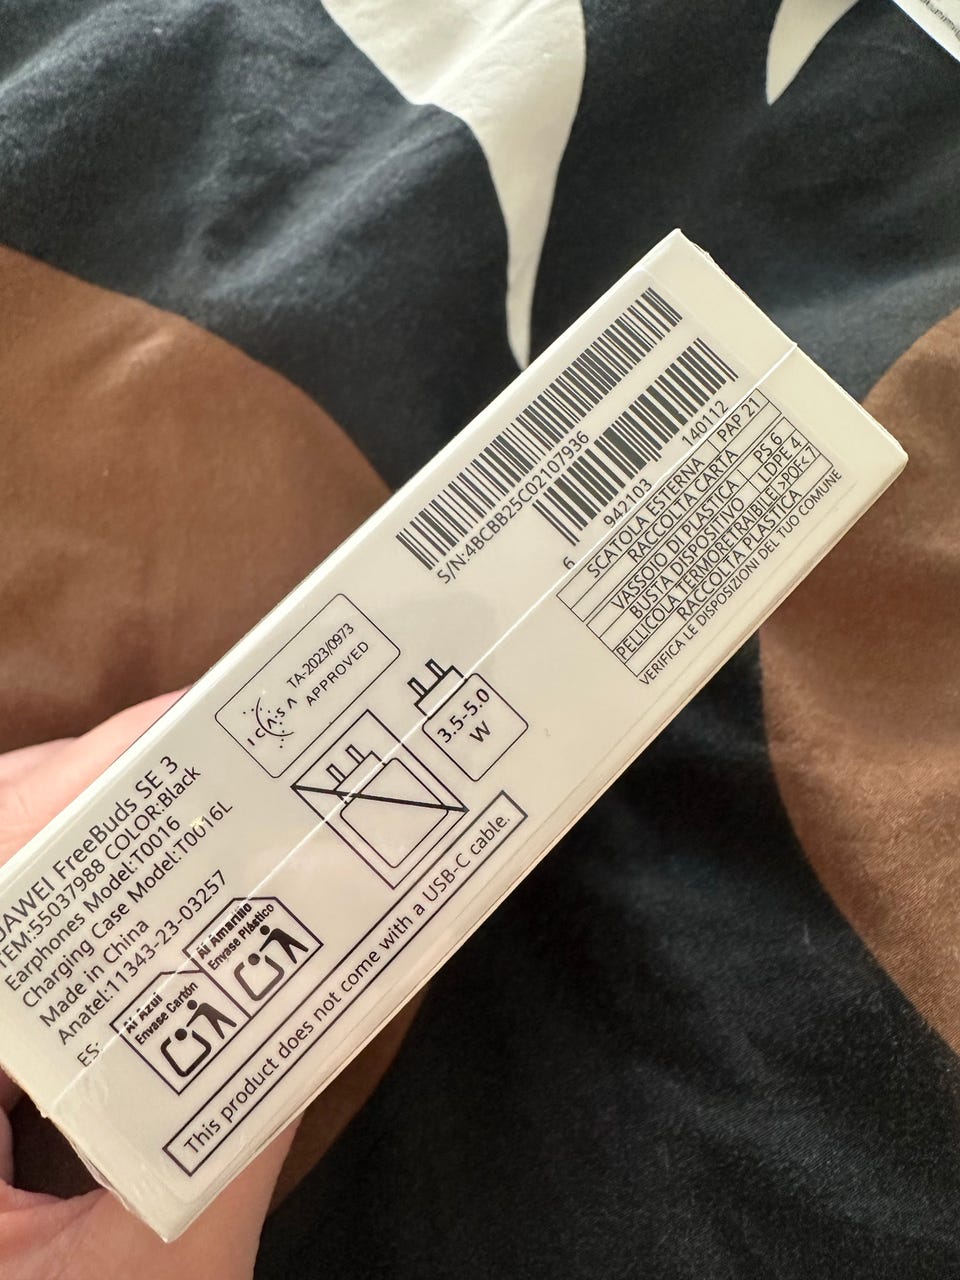 HUAWEI FreeBuds SE 3
ITEM:55037988 COLOR:Black
Earphones Model:T0016
Charging Case Model:T0016L
Made in China
Anatel:11343-23-03257
ES:
Al Azul
Envase Cartón
Al Amarillo
Envase Plástico
This product does not come with a USB-C cable.
ICASA
TA-2023/0973
APPROVED
3.5-5.0
W
S/N:4BCBB25C02107936
6 942103 140112
SCATOLA ESTERNA PAP 21
RACCOLTA CARTA
VASSOIO DI PLASTICA PS 6
BUSTA DISPOSITIVO LDPE 4
PELLICOLA TERMORETRAIBILE >POF< 7
RACCOLTA PLASTICA
VERIFICA LE DISPOSIZIONI DEL TUO COMUNE